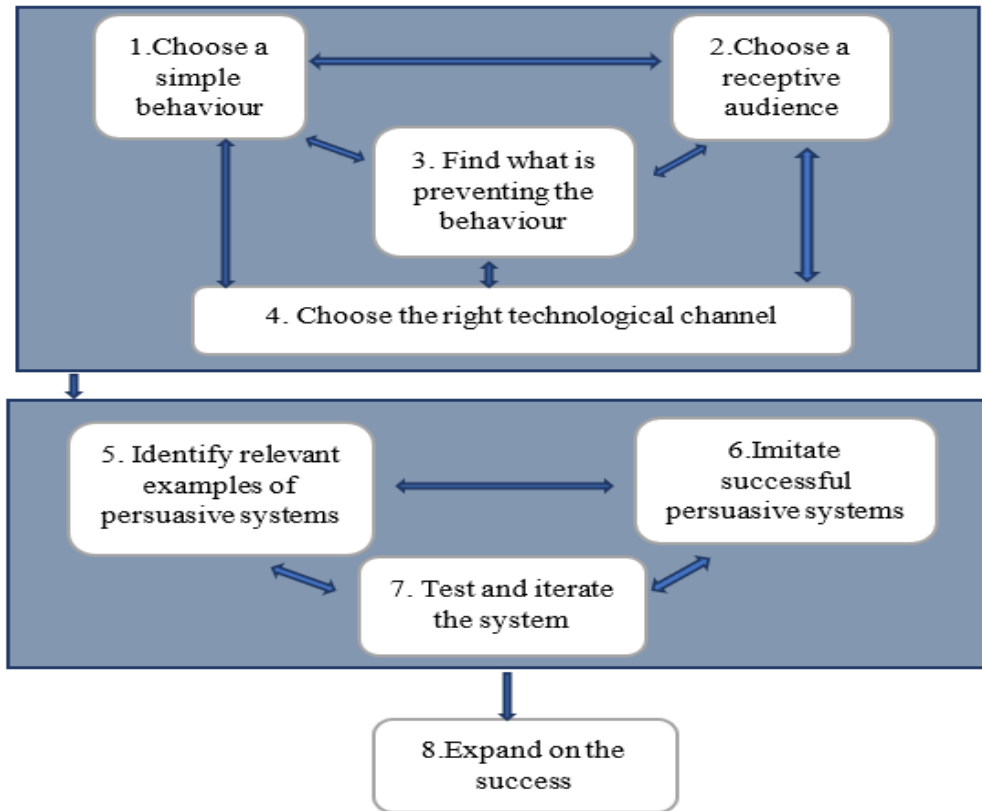 1.Choose a
simple
behaviour
2.Choose a
receptive
audience
3. Find what is
preventing the
behaviour
4. Choose the right technological channel
5. Identify relevant
examples of
persuasive systems
6.Imitate
successful
persuasive systems
7. Test and iterate
the system
8.Expand on the
success